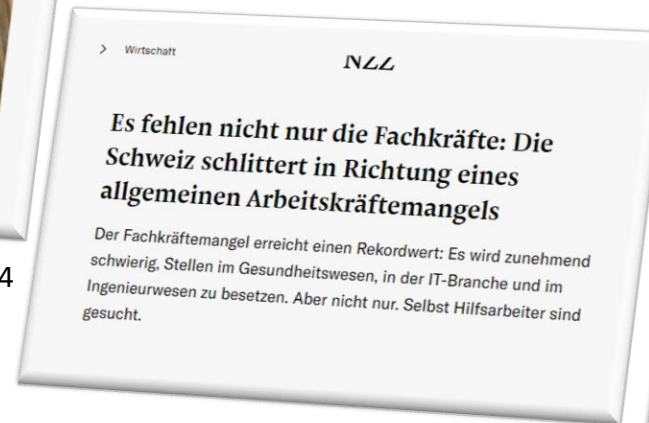 Wirtschaft
NZZ
Es fehlen nicht nur die Fachkräfte: Die
Schweiz schlittert in Richtung eines
allgemeinen Arbeitskräftemangels
Der Fachkräftemangel erreicht einen Rekordwert: Es wird zunehmend
schwierig, Stellen im Gesundheitswesen, in der IT-Branche und im
Ingenieurwesen zu besetzen. Aber nicht nur. Selbst Hilfsarbeiter sind
gesucht.
4